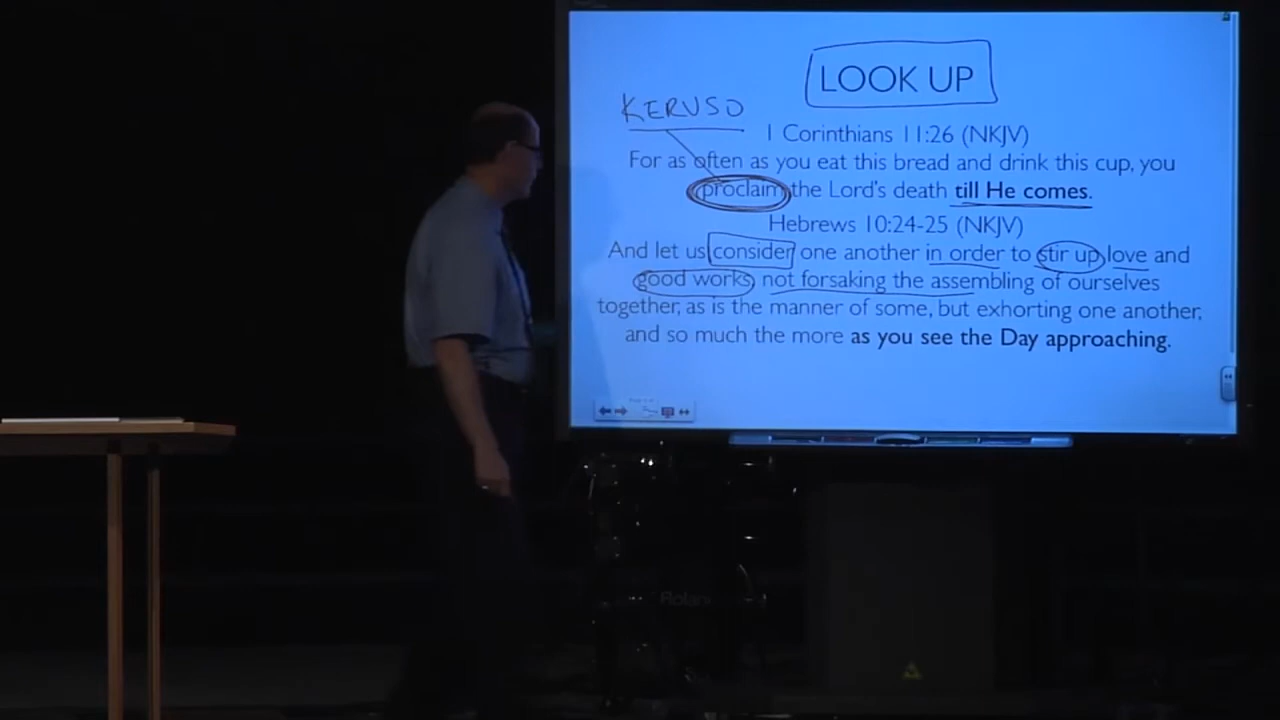 LOOK UP
KERUSO
1 Corinthians 11:26 (NKJV)
For as often as you eat this bread and drink this cup, you
proclaim the Lord's death till He comes.
Hebrews 10:24-25 (NKJV)
And let us consider one another in order to stir up love and
good works, not forsaking the assembling of ourselves
together, as is the manner of some, but exhorting one another,
and so much the more as you see the Day approaching.
Roland